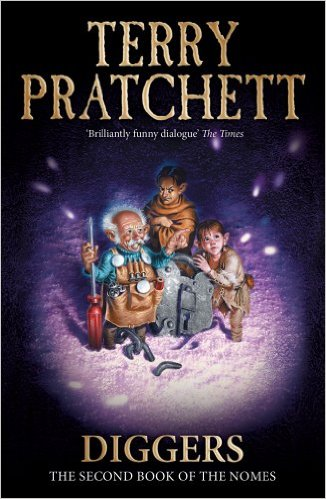 TERRY
PRATCHETT
‘Brilliantly funny dialogue’ The Times
DIGGERS
THE SECOND BOOK OF THE NOMES